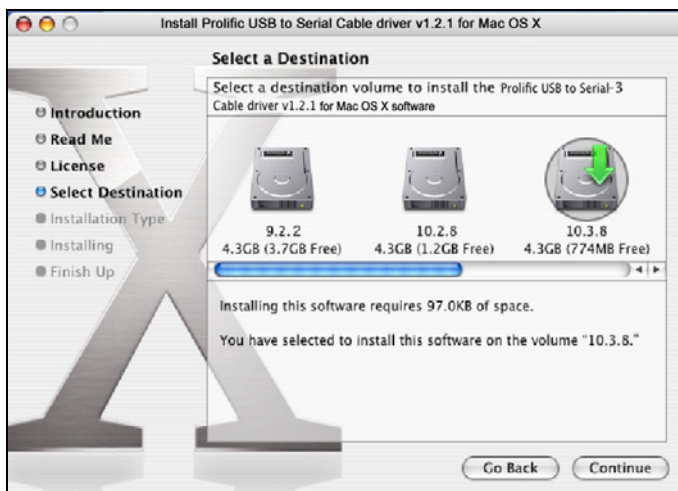 Install Prolific USB to Serial Cable driver v1.2.1 for Mac OS X
Select a Destination
Introduction
Read Me
License
Select Destination
Installation Type
Installing
Finish Up
Select a destination volume to install the Prolific USB to Serial-3
Cable driver v1.2.1 for Mac OS X software
9.2.2
4.3GB (3.7GB Free)
10.2.8
4.3GB (1.2GB Free)
10.3.8
4.3GB (774MB Free)
Installing this software requires 97.0KB of space.
You have selected to install this software on the volume "10.3.8."
Go Back
Continue